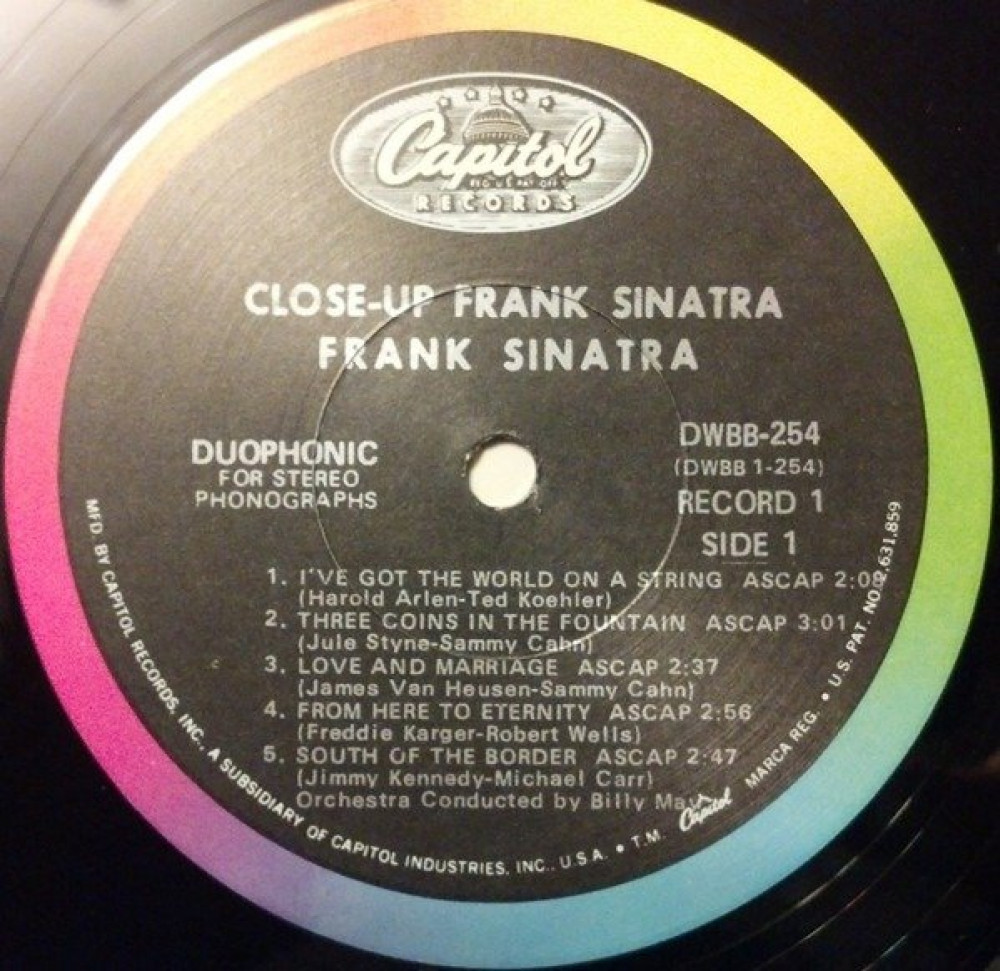 Capitol
REG. U.S. PAT. OFF.
RECORDS
CLOSE-UP FRANK SINATRA
FRANK SINATRA
DUOPHONIC
FOR STEREO
PHONOGRAPHS
DWBB-254
(DWBB 1-254)
RECORD 1
SIDE 1
1. I'VE GOT THE WORLD ON A STRING ASCAP
(Harold Arlen-Ted Koehler)
2. THREE COINS IN THE FOUNTAIN ASCAP 3:01
(Jule Styne-Sammy Cahn)
3. LOVE AND MARRIAGE ASCAP 2:37
(James Van Heusen-Sammy Cahn)
4. FROM HERE TO ETERNITY ASCAP 2:56
(Freddie Karger-Robert Wells)
5. SOUTH OF THE BORDER ASCAP 2:47
(Jimmy Kennedy-Michael Carr)
Orchestra Conducted by Billy May
MFD. BY CAPITOL RECORDS, INC., A SUBSIDIARY OF CAPITOL INDUSTRIES, INC., U.S.A. • T.M. Capitol MARCA REG. • U.S. PAT. NO. 2,631,859